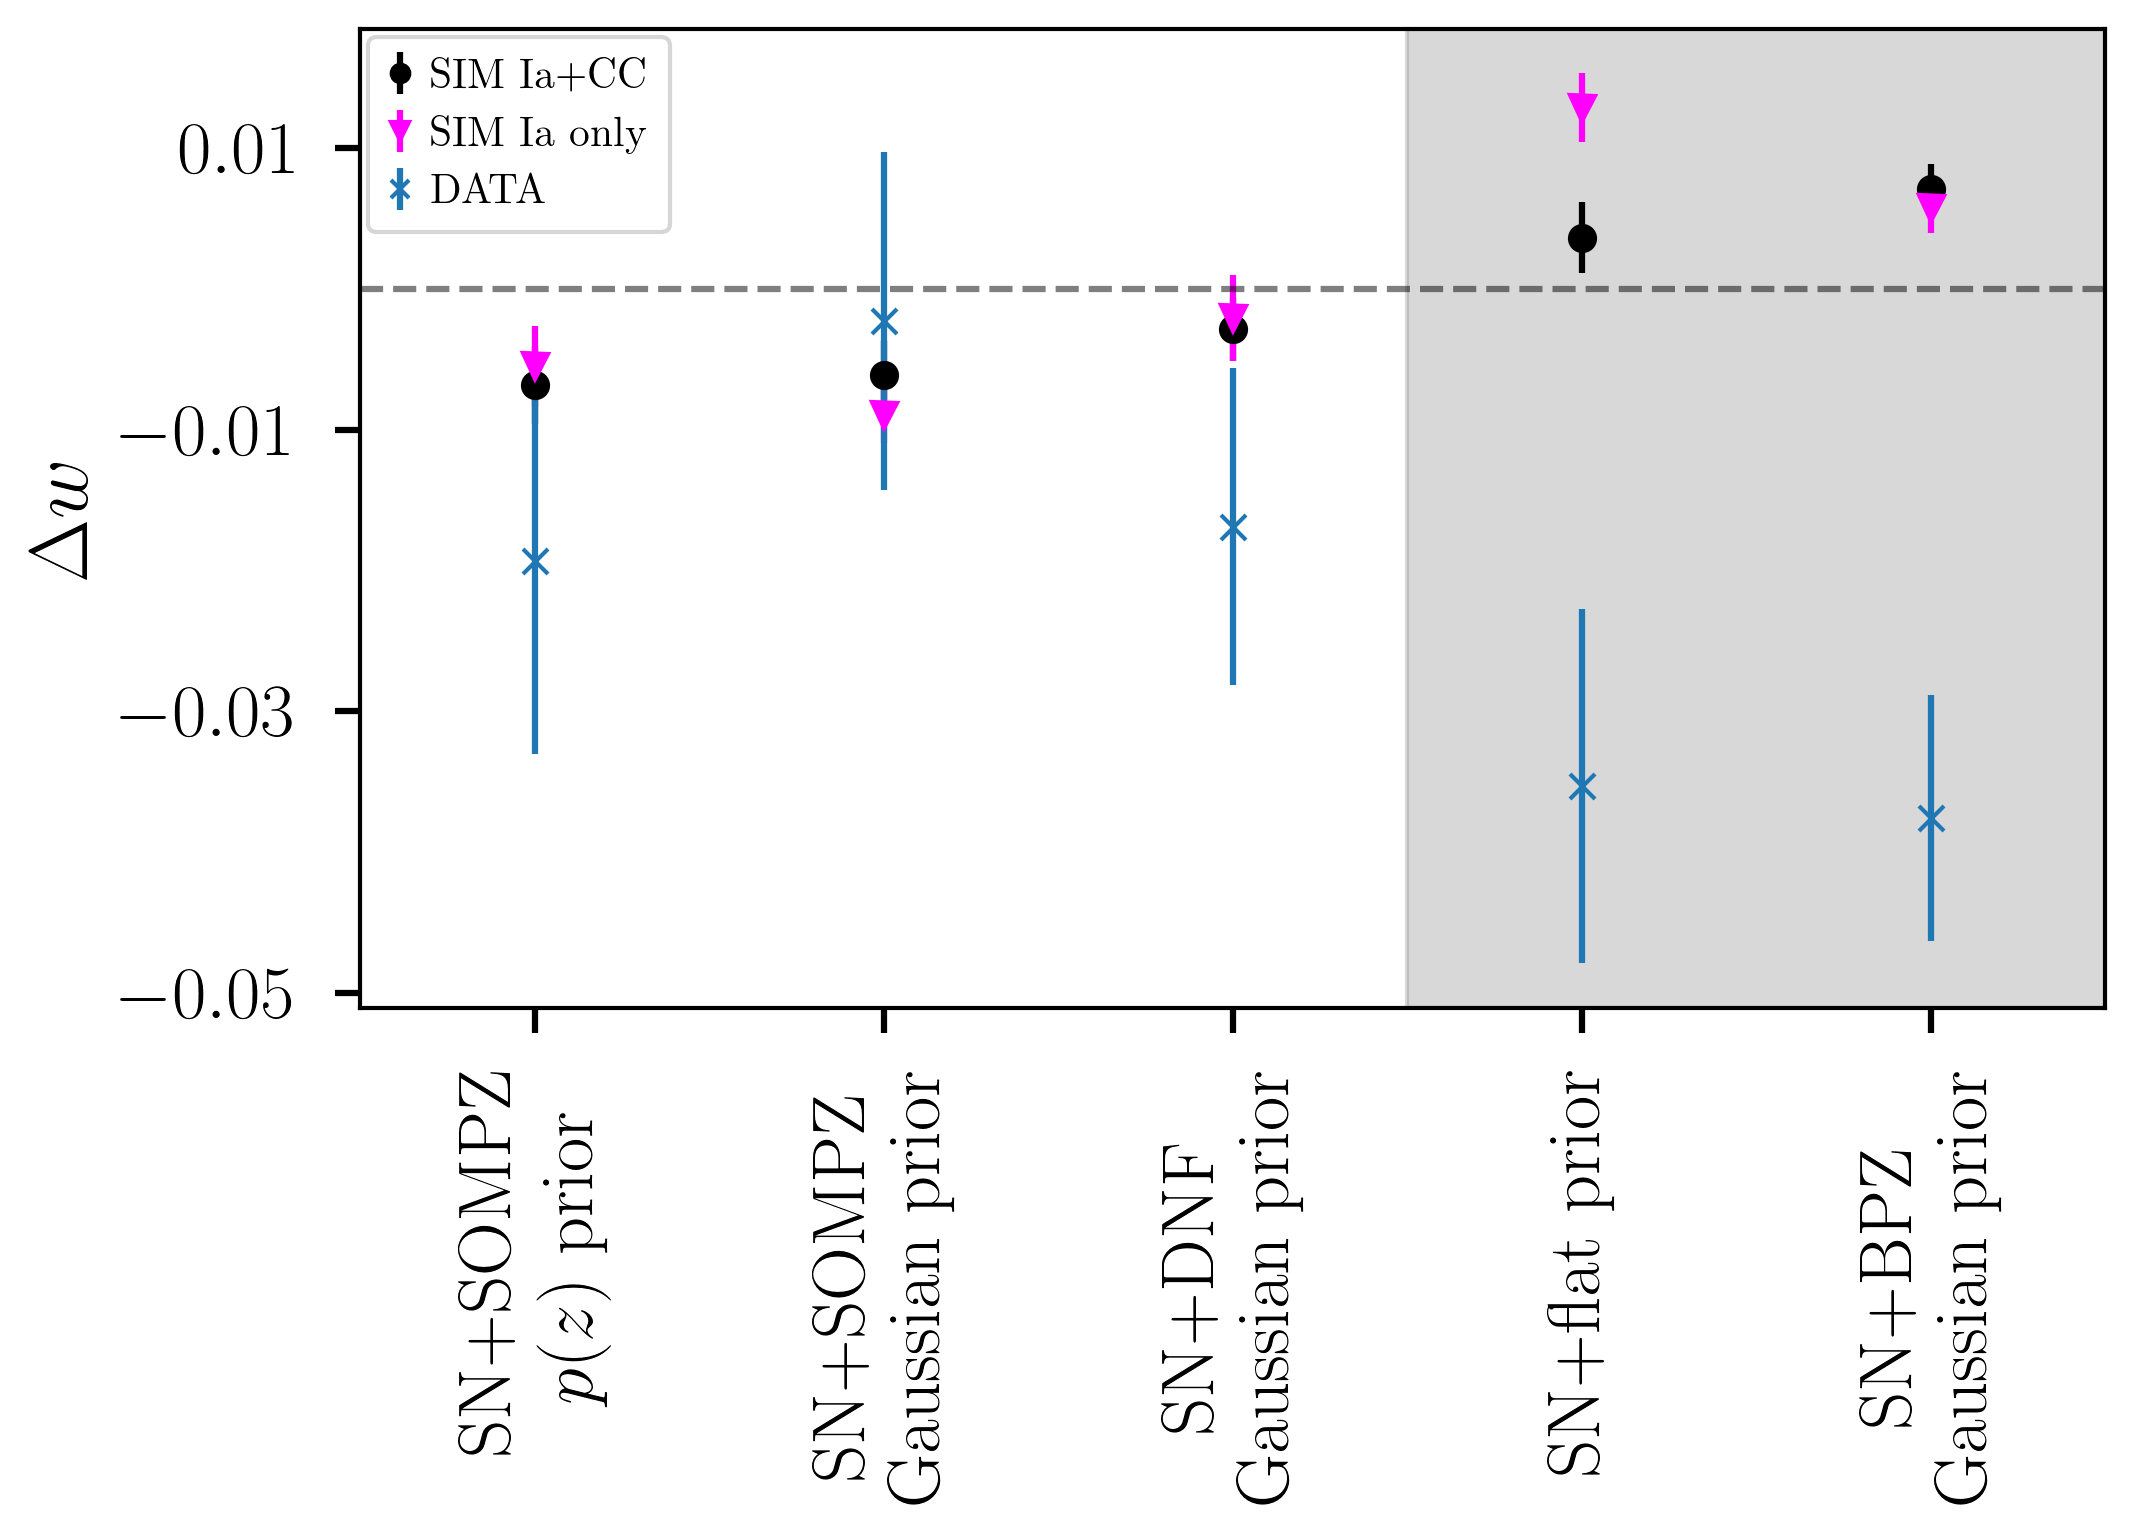 SIM Ia+CC
SIM Ia only
DATA
0.01
−0.01
−0.03
−0.05
Δw
SN+SOMPZ
p(z) prior
SN+SOMPZ
Gaussian prior
SN+DNF
Gaussian prior
SN+flat prior
SN+BPZ
Gaussian prior